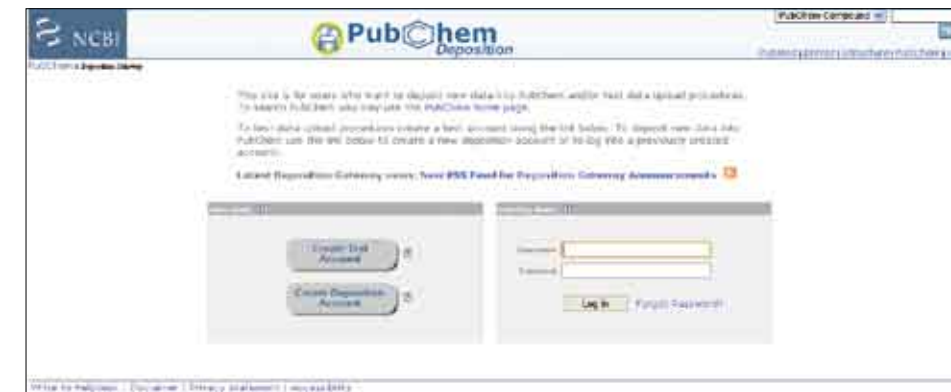 NCBI
PubChem
Deposition
PubChem Compound
PubChem > Deposition Gateway
This site is for users who want to deposit new data into PubChem and/or test data upload procedures.
To search PubChem you may use the PubChem home page.
To test data upload procedures create a test account using the link below. To deposit new data into
PubChem use the link below to create a new deposition account or to log into a previously created
account.
Latest Deposition Gateway news: New RSS Feed for Deposition Gateway Announcements
Create Test
Account
Create Deposition
Account
Username
Password
Log In Forgot Password?
Write to Helpdesk | Disclaimer | Privacy Statement | Accessibility